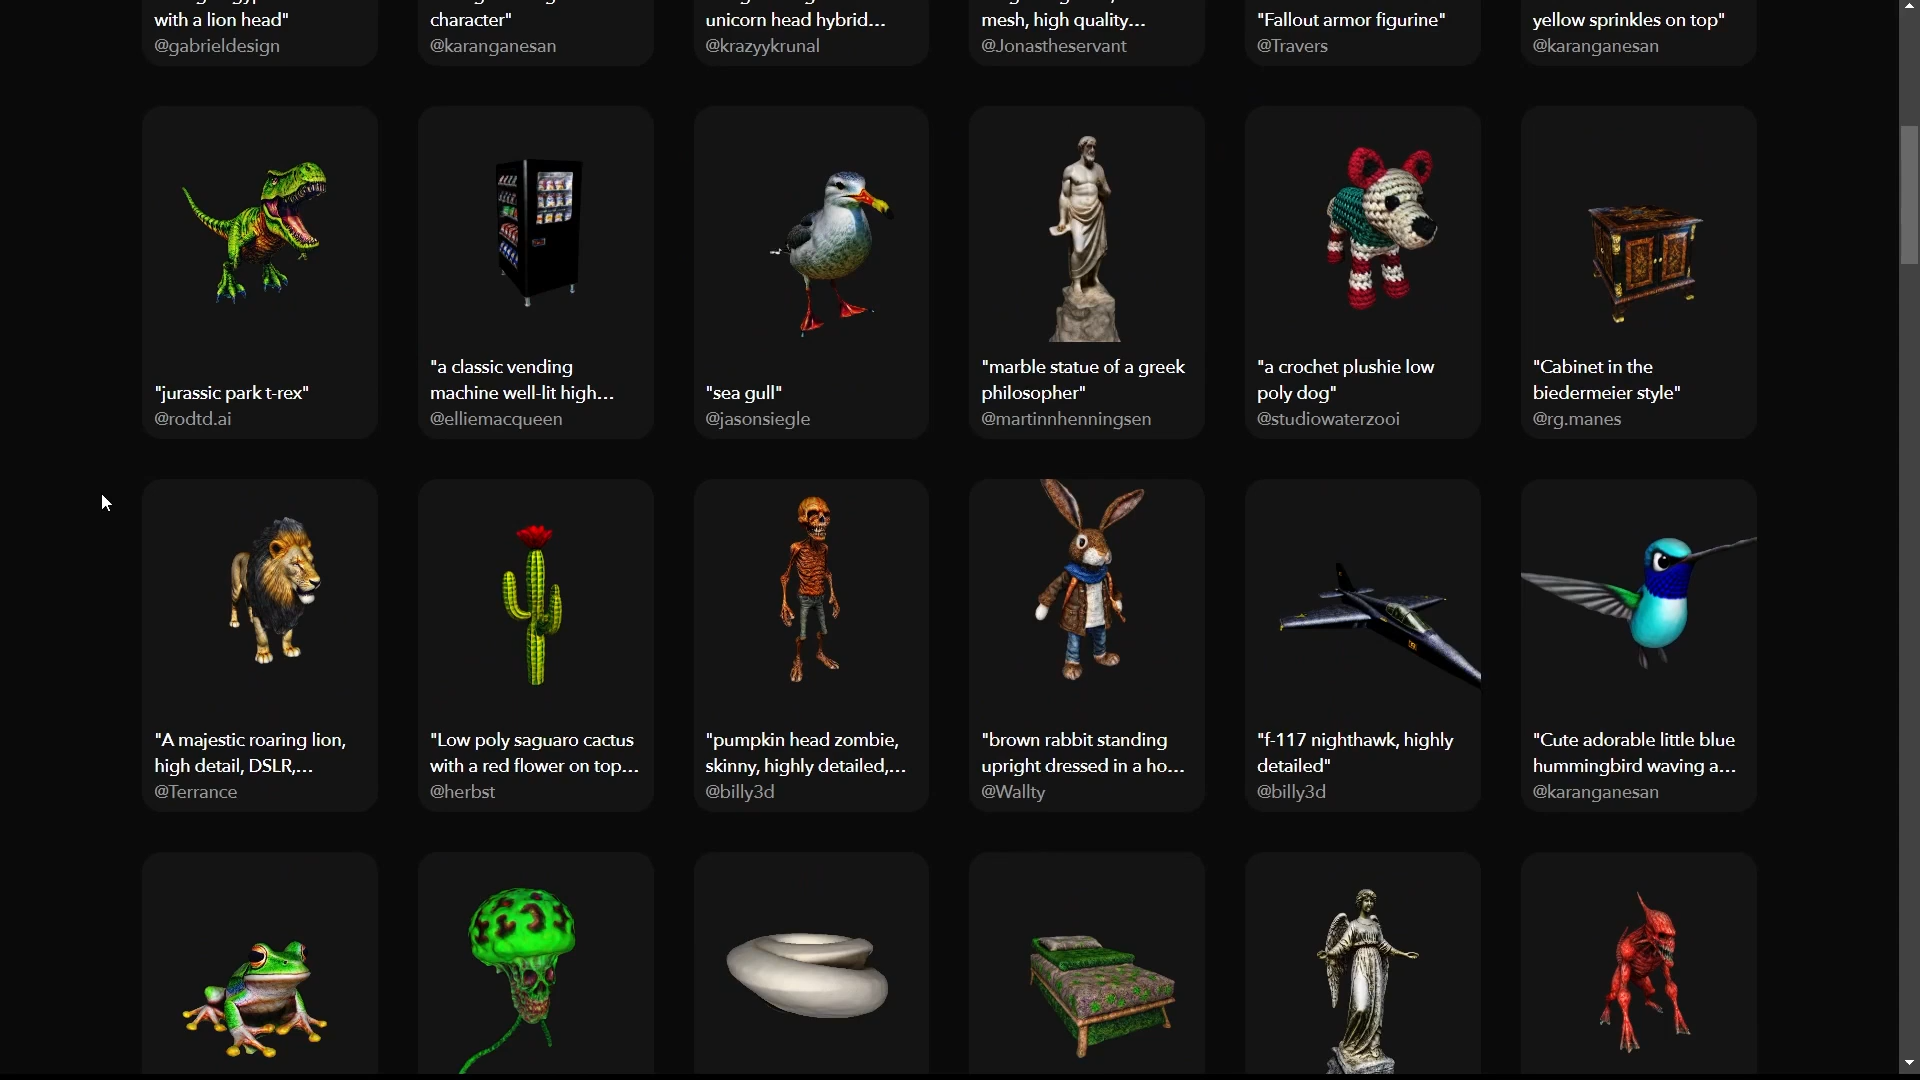 with a lion head"
character"
unicorn head hybrid...
mesh, high quality...
"Fallout armor figurine"
yellow sprinkles on top"
@gabrieldesign
@karanganesan
@krazyykrunal
@Jonastheservant
@Travers
@karanganesan
"jurassic park t-rex"
@rodtd.ai
"a classic vending
machine well-lit high...
@elliemacqueen
"sea gull"
@jasonsiegle
"marble statue of a greek
philosopher"
@martinnhenningsen
"a crochet plushie low
poly dog"
@studiowaterzooi
"Cabinet in the
biedermeier style"
@rg.manes
"A majestic roaring lion,
high detail, DSLR,...
@Terrance
"Low poly saguaro cactus
with a red flower on top...
@herbst
"pumpkin head zombie,
skinny, highly detailed,...
@billy3d
"brown rabbit standing
upright dressed in a ho...
@Wallty
"f-117 nighthawk, highly
detailed"
@billy3d
"Cute adorable little blue
hummingbird waving a...
@karanganesan